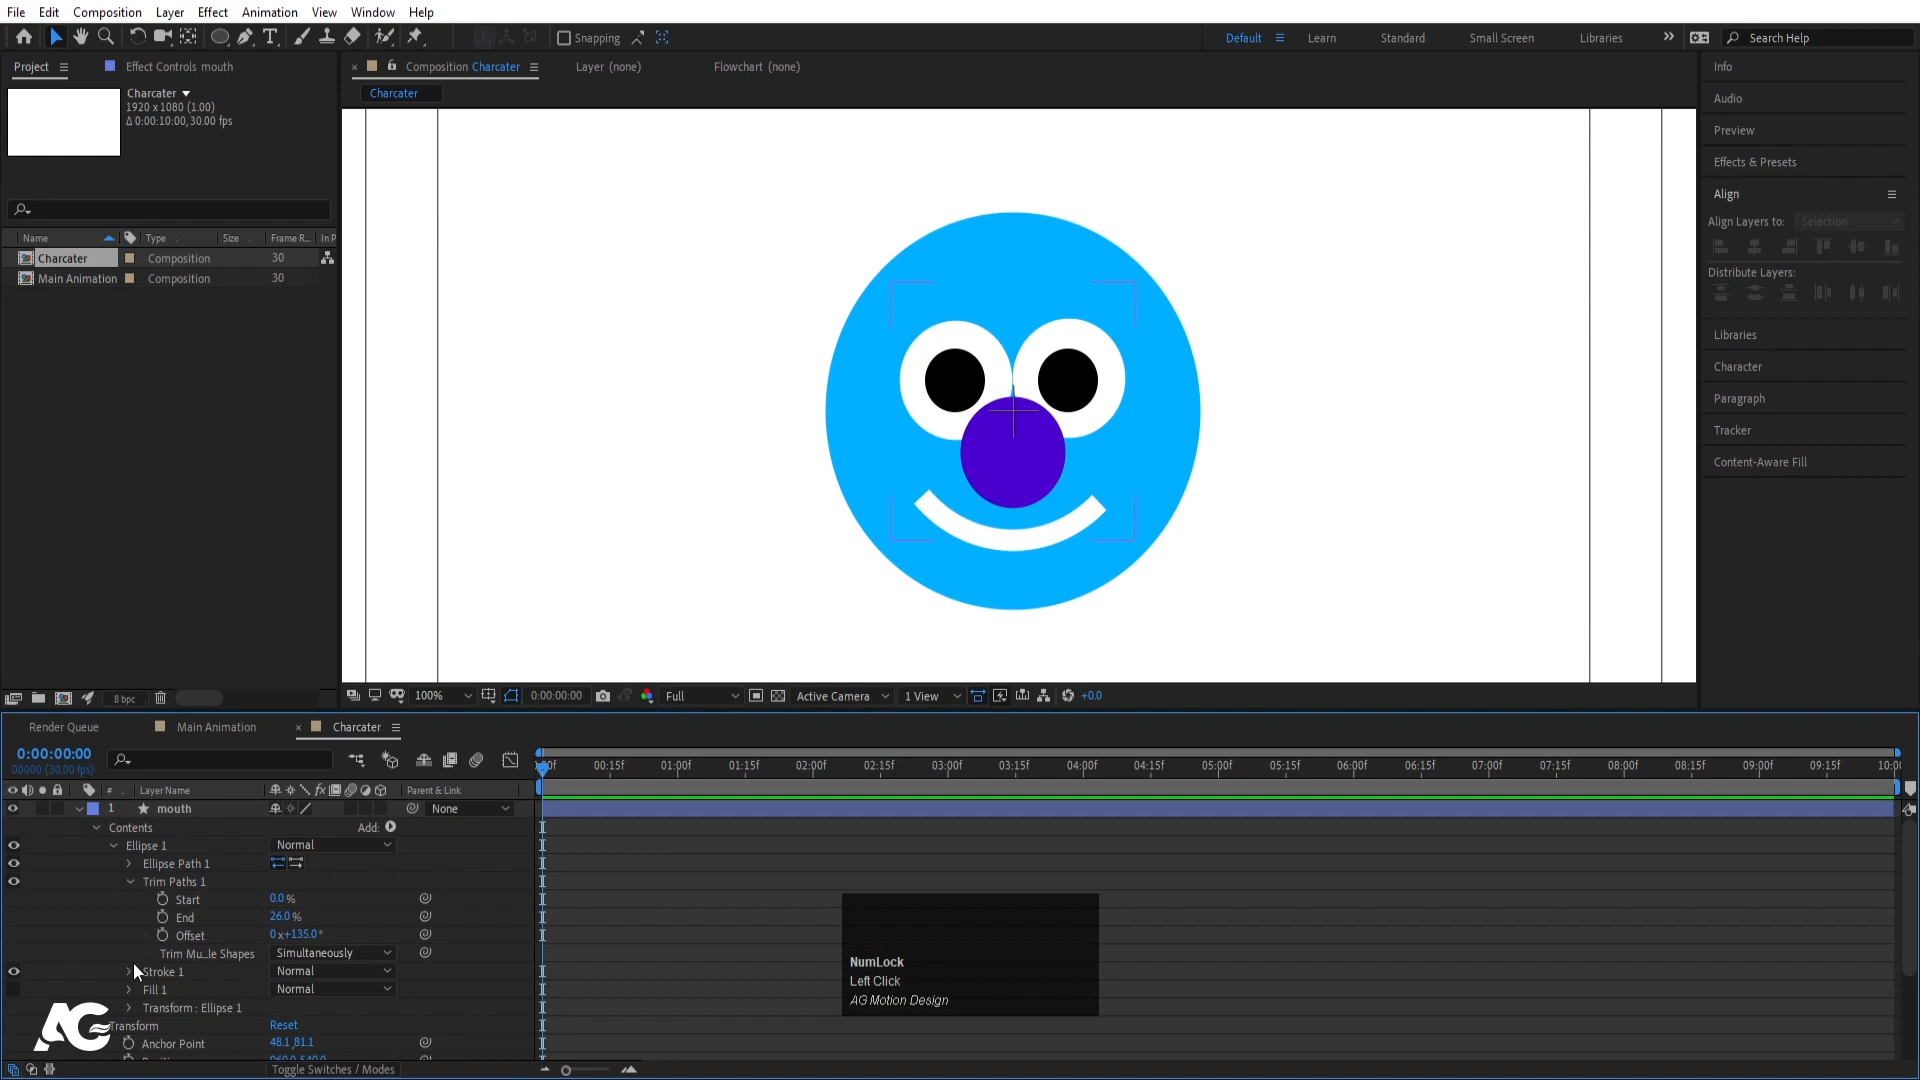 File Edit Composition Layer Effect Animation View Window Help
Snapping Default Learn Standard Small Screen Libraries Search Help
Project Effect Controls mouth Composition Charcater Layer (none) Flowchart (none) Info
Charcater
1920 x 1080 (1.00)
Δ 0:00:10:00, 30.00 fps
Charcater
Audio
Preview
Effects & Presets
Align
Align Layers to: Selection
Distribute Layers:
Libraries
Character
Paragraph
Tracker
Content-Aware Fill
Name Type Size Frame R... In P
Charcater Composition 30
Main Animation Composition 30
8 bpc 100% 0:00:00:00 Full Active Camera 1 View +0.0
Render Queue Main Animation Charcater
0:00:00:00
00000 (30.00 fps)
00:15f 01:00f 01:15f 02:00f 02:15f 03:00f 03:15f 04:00f 04:15f 05:00f 05:15f 06:00f 06:15f 07:00f 07:15f 08:00f 08:15f 09:00f 09:15f 10:0
# Layer Name fx Parent & Link
1 mouth None
Contents Add:
Ellipse 1 Normal
Ellipse Path 1
Trim Paths 1
Start 0.0 %
End 26.0 %
Offset 0x+135.0°
Trim Mu...le Shapes Simultaneously
Stroke 1 Normal
Fill 1 Normal
Transform : Ellipse 1
Transform Reset
Anchor Point 48.1,81.1
Toggle Switches / Modes
NumLock
Left Click
AG Motion Design
AG